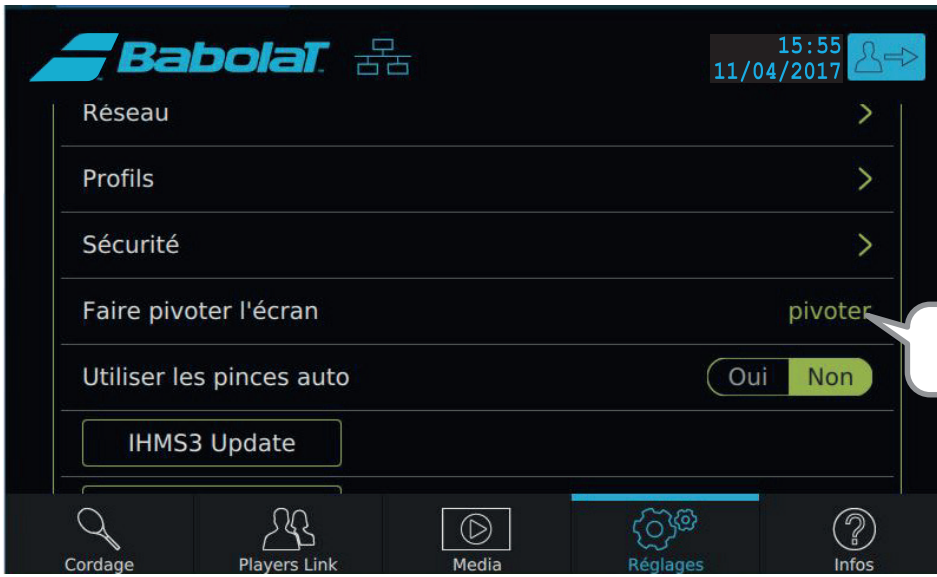 BabolaT
15:55
11/04/2017
Réseau
Profils
Sécurité
Faire pivoter l'écran pivoter
Utiliser les pinces auto Oui Non
IHMS3 Update
Cordage Players Link Media Réglages Infos